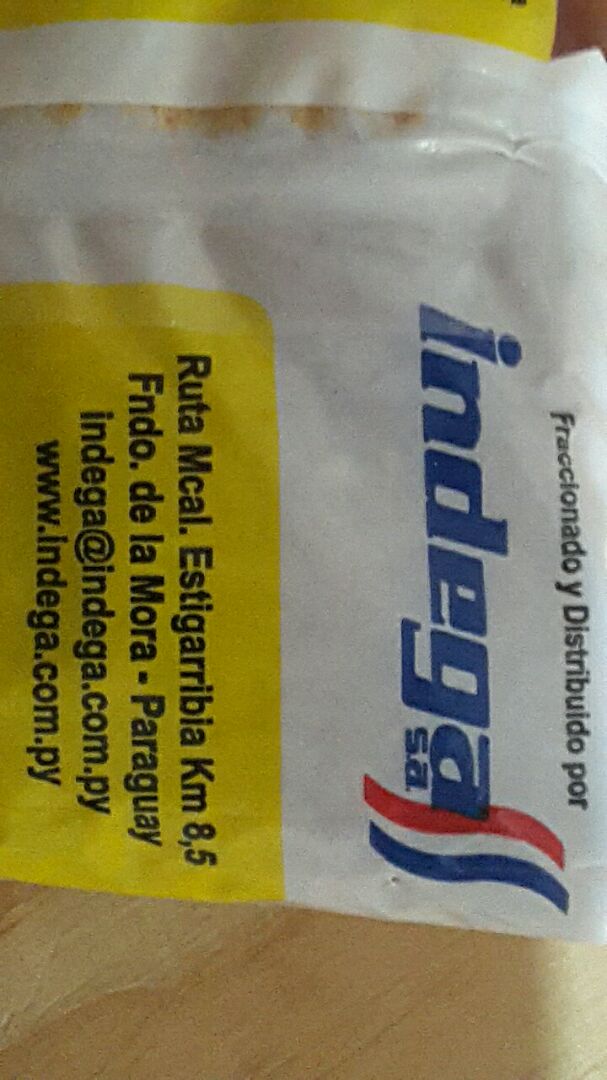 Fraccionado y Distribuido por
indega
s.a.
Ruta Mcal. Estigarribia Km 8,5
Fndo. de la Mora - Paraguay
indega@indega.com.py
www.indega.com.py